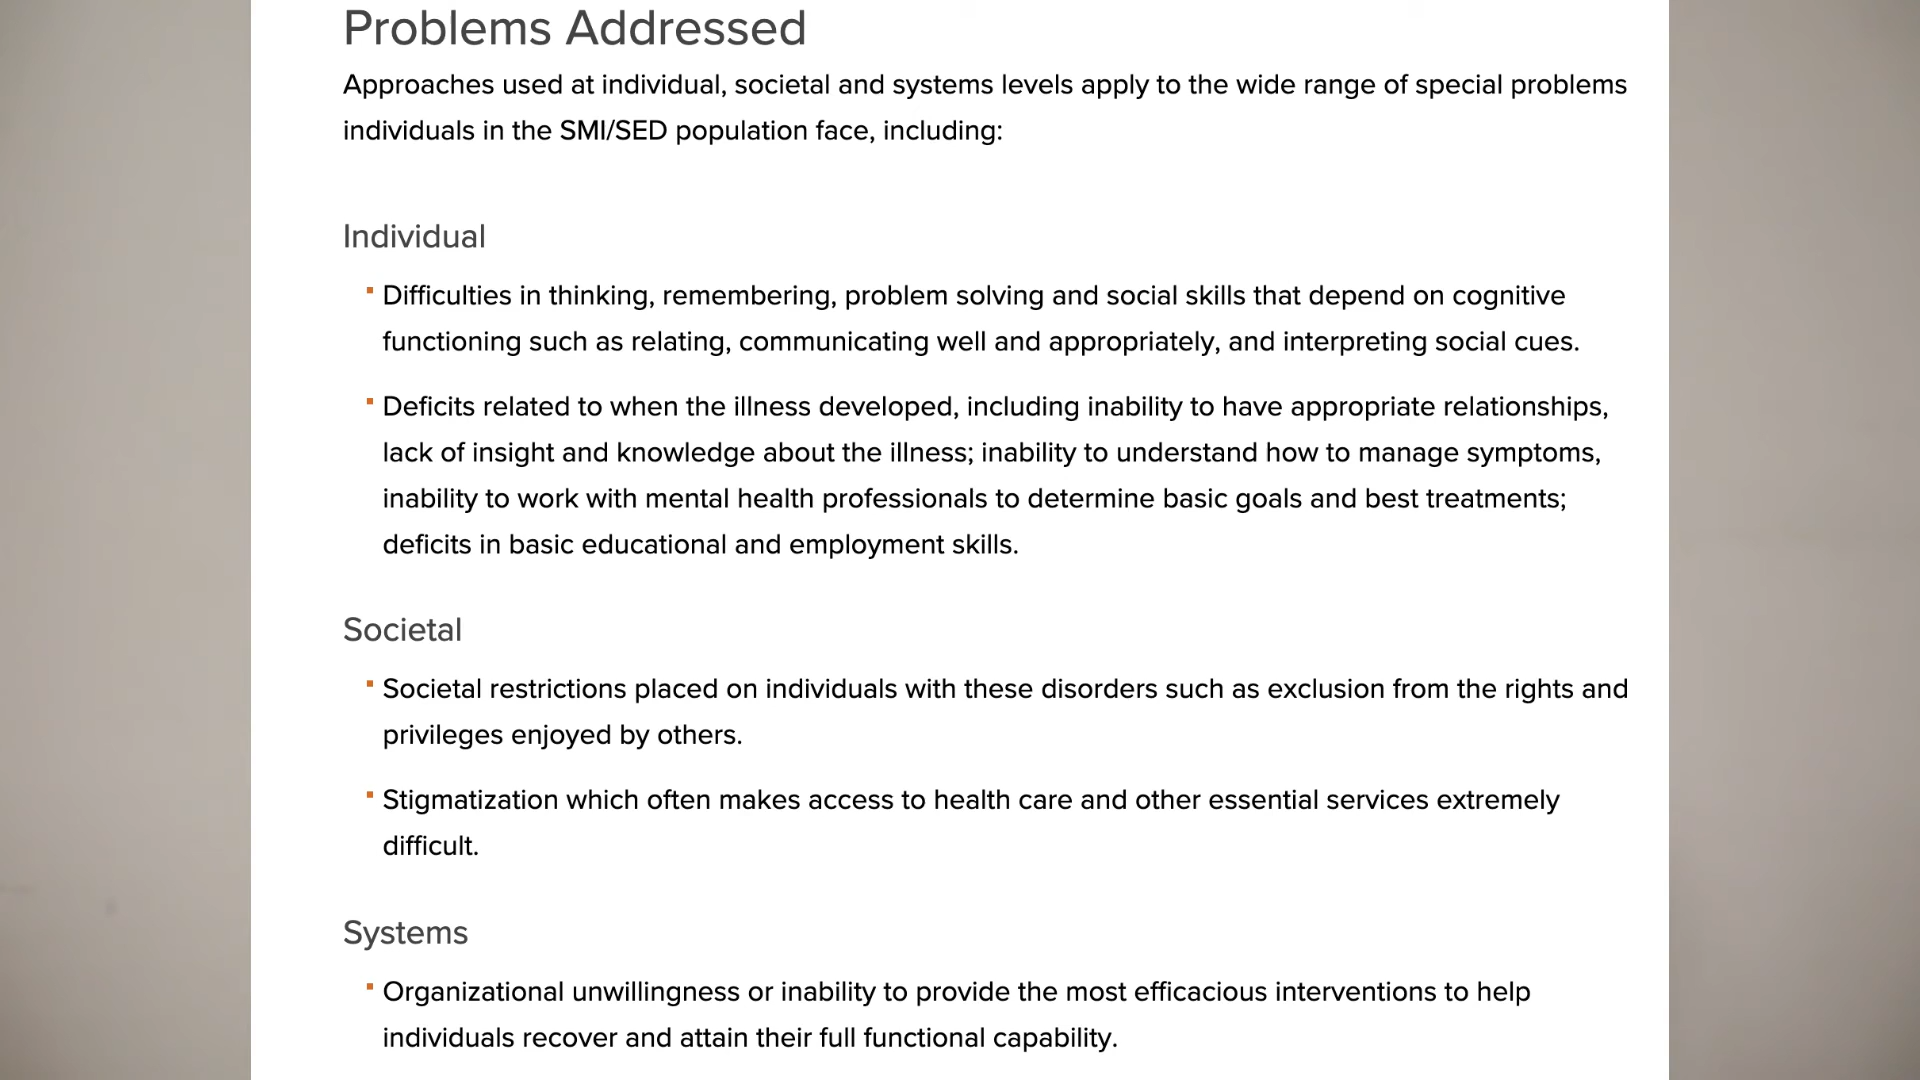 Problems Addressed
Approaches used at individual, societal and systems levels apply to the wide range of special problems
individuals in the SMI/SED population face, including:
Individual
Difficulties in thinking, remembering, problem solving and social skills that depend on cognitive
functioning such as relating, communicating well and appropriately, and interpreting social cues.
Deficits related to when the illness developed, including inability to have appropriate relationships,
lack of insight and knowledge about the illness; inability to understand how to manage symptoms,
inability to work with mental health professionals to determine basic goals and best treatments;
deficits in basic educational and employment skills.
Societal
Societal restrictions placed on individuals with these disorders such as exclusion from the rights and
privileges enjoyed by others.
Stigmatization which often makes access to health care and other essential services extremely
difficult.
Systems
Organizational unwillingness or inability to provide the most efficacious interventions to help
individuals recover and attain their full functional capability.